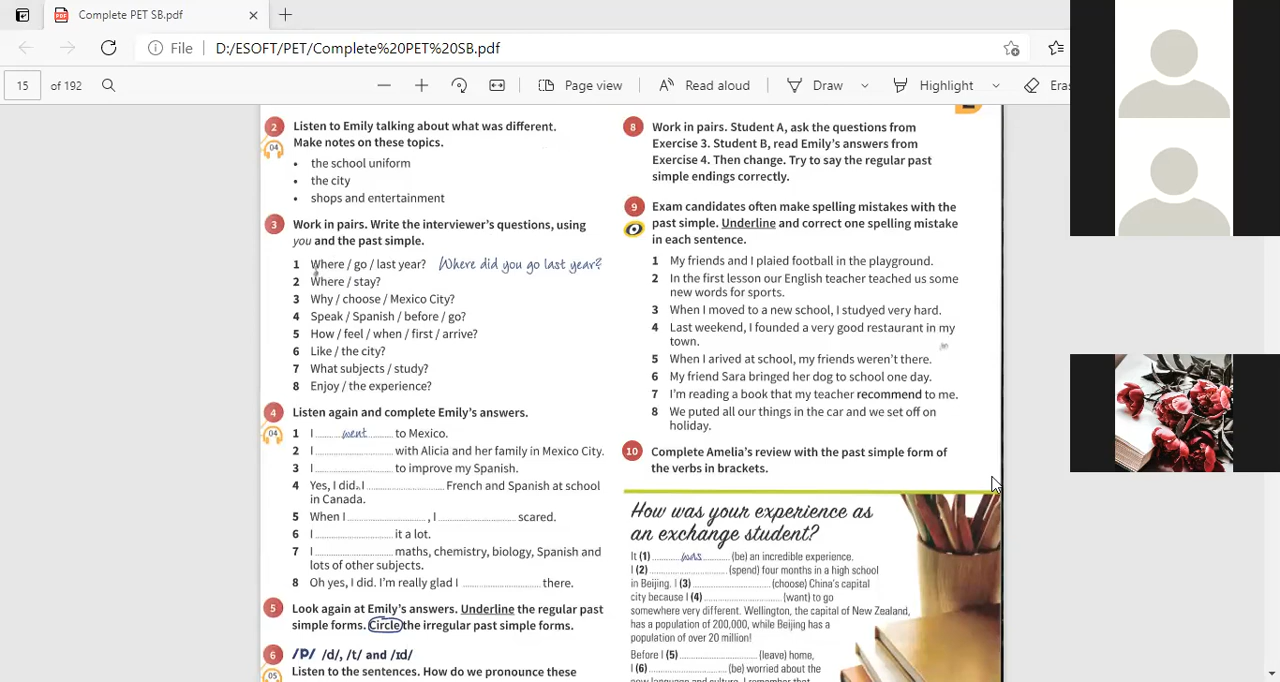 Complete PET SB.pdf
File
D:/ESOFT/PET/Complete%20PET%20SB.pdf
15 of 192
Page view
Read aloud
Draw
Highlight
Eras
2 Listen to Emily talking about what was different.
04 Make notes on these topics.
• the school uniform
• the city
• shops and entertainment
3 Work in pairs. Write the interviewer's questions, using
you and the past simple.
1 Where / go / last year? Where did you go last year?
2 Where / stay?
3 Why / choose / Mexico City?
4 Speak / Spanish / before / go?
5 How / feel / when / first / arrive?
6 Like / the city?
7 What subjects / study?
8 Enjoy / the experience?
4 Listen again and complete Emily's answers.
04 1 I went to Mexico.
2 I .................... with Alicia and her family in Mexico City.
3 I .................... to improve my Spanish.
4 Yes, I did. I .................... French and Spanish at school
in Canada.
5 When I .................... , I .................... scared.
6 I .................... it a lot.
7 I .................... maths, chemistry, biology, Spanish and
lots of other subjects.
8 Oh yes, I did. I'm really glad I .................... there.
5 Look again at Emily's answers. Underline the regular past
simple forms. Circle the irregular past simple forms.
6 /P/ /d/, /t/ and /ɪd/
05 Listen to the sentences. How do we pronounce these
8 Work in pairs. Student A, ask the questions from
Exercise 3. Student B, read Emily's answers from
Exercise 4. Then change. Try to say the regular past
simple endings correctly.
9 Exam candidates often make spelling mistakes with the
past simple. Underline and correct one spelling mistake
in each sentence.
1 My friends and I plaied football in the playground.
2 In the first lesson our English teacher teached us some
new words for sports.
3 When I moved to a new school, I studyed very hard.
4 Last weekend, I founded a very good restaurant in my
town.
5 When I arived at school, my friends weren't there.
6 My friend Sara bringed her dog to school one day.
7 I'm reading a book that my teacher recommend to me.
8 We puted all our things in the car and we set off on
holiday.
10 Complete Amelia's review with the past simple form of
the verbs in brackets.
How was your experience as
an exchange student?
It (1) was (be) an incredible experience.
I (2) .................... (spend) four months in a high school
in Beijing. I (3) .................... (choose) China's capital
city because I (4) .................... (want) to go
somewhere very different. Wellington, the capital of New Zealand,
has a population of 200,000, while Beijing has a
population of over 20 million!
Before I (5) .................... (leave) home,
I (6) .................... (be) worried about the
new language and culture. I remember that